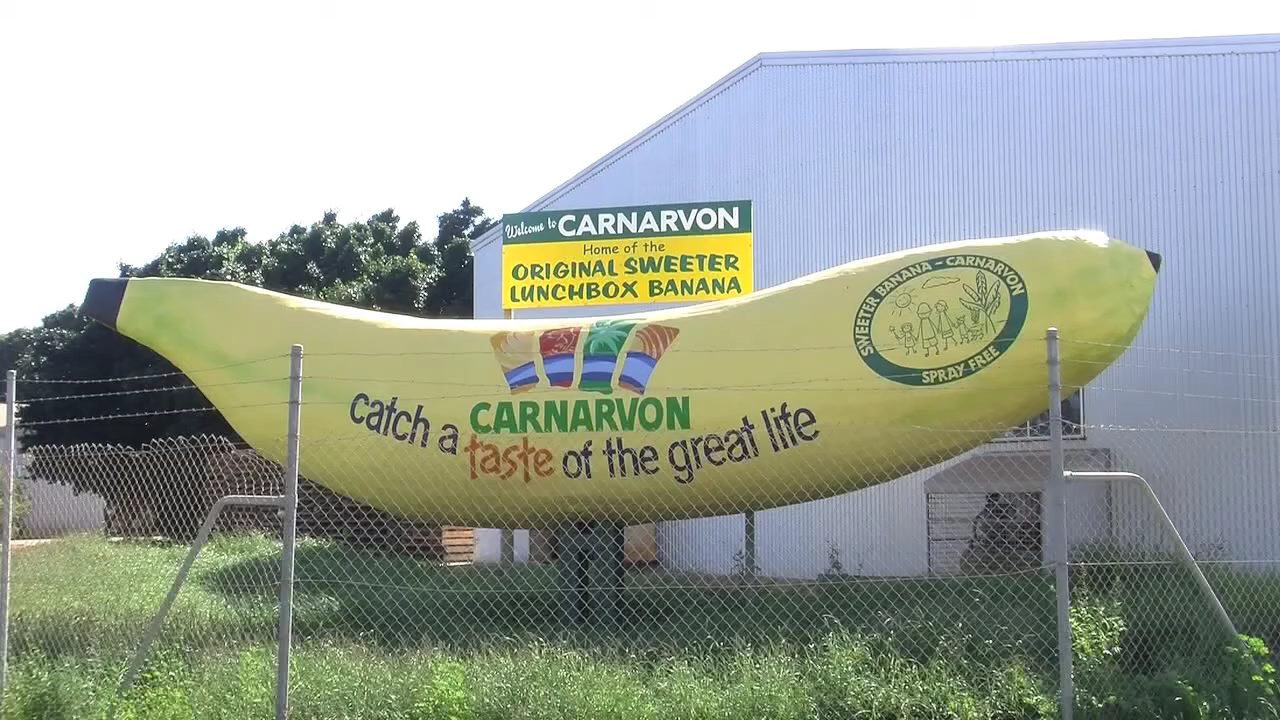 Welcome to CARNARVON
Home of the
ORIGINAL SWEETER
LUNCHBOX BANANA
SWEETER BANANA - CARNARVON
SPRAY FREE
CARNARVON
catch a taste of the great life